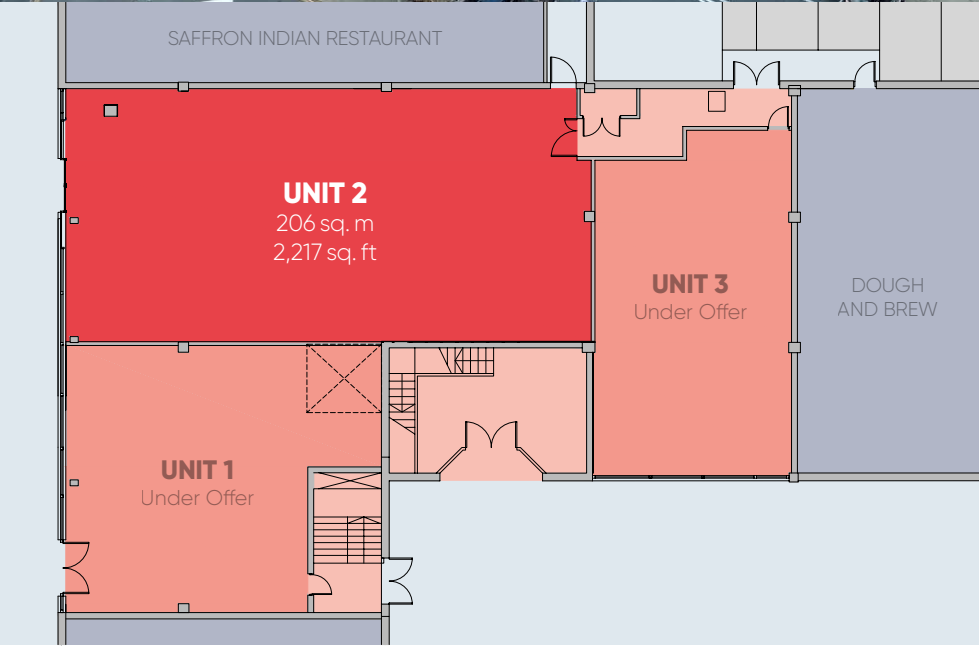 SAFFRON INDIAN RESTAURANT
UNIT 2
206 sq. m
2,217 sq. ft
UNIT 3
Under Offer
DOUGH
AND BREW
UNIT 1
Under Offer